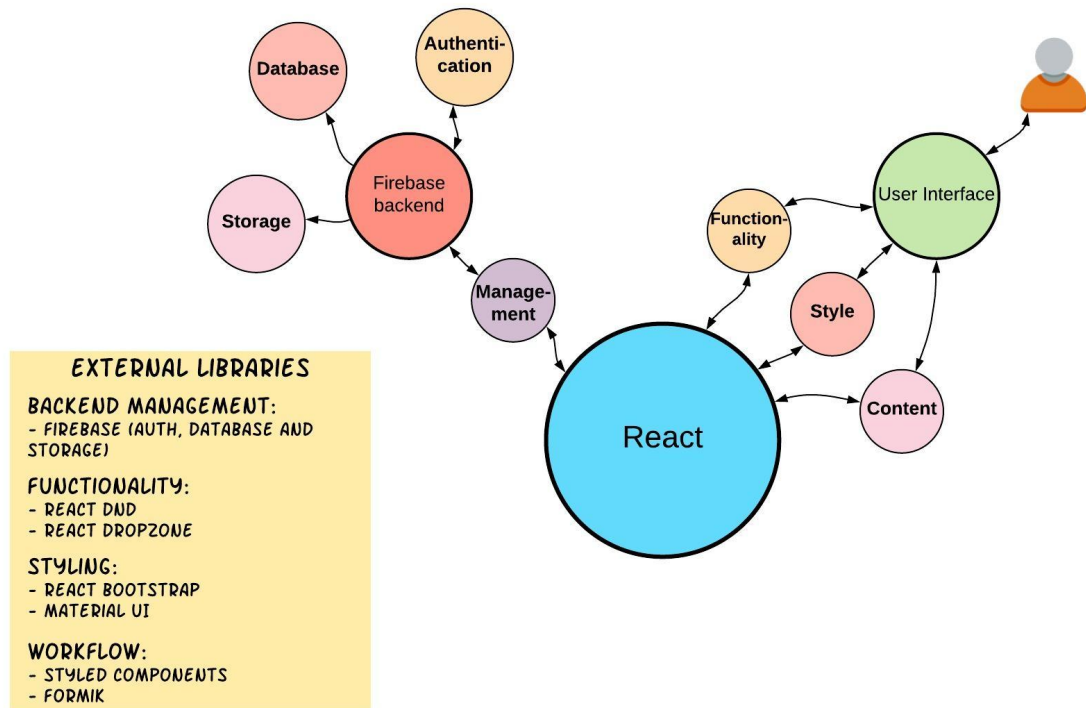 Database
Authenti-
cation
Firebase
backend
Storage
Manage-
ment
User Interface
Function-
ality
Style
Content
React
EXTERNAL LIBRARIES
BACKEND MANAGEMENT:
- FIREBASE (AUTH, DATABASE AND
STORAGE)
FUNCTIONALITY:
- REACT DND
- REACT DROPZONE
STYLING:
- REACT BOOTSTRAP
- MATERIAL UI
WORKFLOW:
- STYLED COMPONENTS
- FORMIK